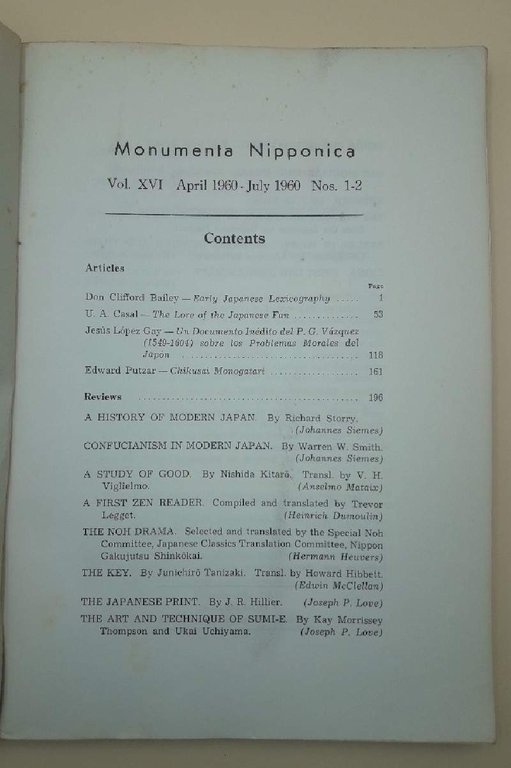 Monumenta Nipponica
Vol. XVI April 1960-July 1960 Nos. 1-2
Contents
Articles
Page
Don Clifford Bailey — Early Japanese Lexicography ..... 1
U. A. Casal — The Lore of the Japanese Fan .............. 53
Jesús López Gay — Un Documento Inédito del P. G. Vázquez
(1549-1604) sobre los Problemas Morales del
Japón ...................................... 118
Edward Putzar — Chikusai Monogatari ................... 161
Reviews ............................................... 196
A HISTORY OF MODERN JAPAN. By Richard Storry.
(Johannes Siemes)
CONFUCIANISM IN MODERN JAPAN. By Warren W. Smith.
(Johannes Siemes)
A STUDY OF GOOD. By Nishida Kitarō. Transl. by V. H.
Viglielmo. (Anselmo Mataix)
A FIRST ZEN READER. Compiled and translated by Trevor
Legget. (Heinrich Dumoulin)
THE NOH DRAMA. Selected and translated by the Special Noh
Committee, Japanese Classics Translation Committee, Nippon
Gakujutsu Shinkōkai. (Hermann Heuvers)
THE KEY. By Junichirō Tanizaki. Transl. by Howard Hibbett.
(Edwin McClellan)
THE JAPANESE PRINT. By J. R. Hillier. (Joseph P. Love)
THE ART AND TECHNIQUE OF SUMI-E. By Kay Morrissey
Thompson and Ukai Uchiyama. (Joseph P. Love)